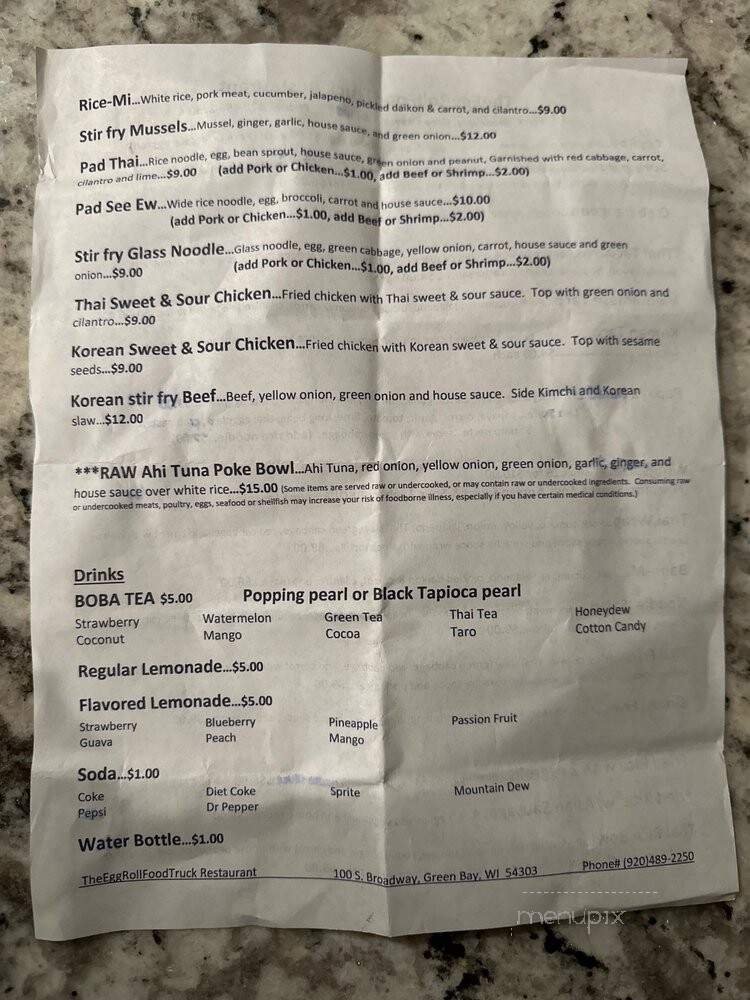 Rice-Mi...White rice, pork meat, cucumber, jalapeno, pickled daikon & carrot, and cilantro...$9.00
Stir fry Mussels...Mussel, ginger, garlic, house sauce, and green onion...$12.00
Pad Thai...Rice noodle, egg, bean sprout, house sauce, green onion and peanut, Garnished with red cabbage, carrot,
cilantro and lime...$9.00 (add Pork or Chicken...$1.00, add Beef or Shrimp...$2.00)
Pad See Ew...Wide rice noodle, egg, broccoli, carrot and house sauce...$10.00
(add Pork or Chicken...$1.00, add Beef or Shrimp...$2.00)
Stir fry Glass Noodle...Glass noodle, egg, green cabbage, yellow onion, carrot, house sauce and green
onion...$9.00 (add Pork or Chicken...$1.00, add Beef or Shrimp...$2.00)
Thai Sweet & Sour Chicken...Fried chicken with Thai sweet & sour sauce. Top with green onion and
cilantro...$9.00
Korean Sweet & Sour Chicken...Fried chicken with Korean sweet & sour sauce. Top with sesame
seeds...$9.00
Korean stir fry Beef...Beef, yellow onion, green onion and house sauce. Side Kimchi and Korean
slaw...$12.00
***RAW Ahi Tuna Poke Bowl...Ahi Tuna, red onion, yellow onion, green onion, garlic, ginger, and
house sauce over white rice...$15.00 (Some items are served raw or undercooked, or may contain raw or undercooked ingredients. Consuming raw
or undercooked meats, poultry, eggs, seafood or shellfish may increase your risk of foodborne illness, especially if you have certain medical conditions.)
Drinks
BOBA TEA $5.00 Popping pearl or Black Tapioca pearl
Strawberry Watermelon Green Tea Thai Tea Honeydew
Coconut Mango Cocoa Taro Cotton Candy
Regular Lemonade...$5.00
Flavored Lemonade...$5.00
Strawberry Blueberry Pineapple Passion Fruit
Guava Peach Mango
Soda...$1.00
Coke Diet Coke Sprite Mountain Dew
Pepsi Dr Pepper
Water Bottle...$1.00
TheEggRollFoodTruck Restaurant 100 S. Broadway, Green Bay, WI 54303 Phone# (920)489-2250
menupix